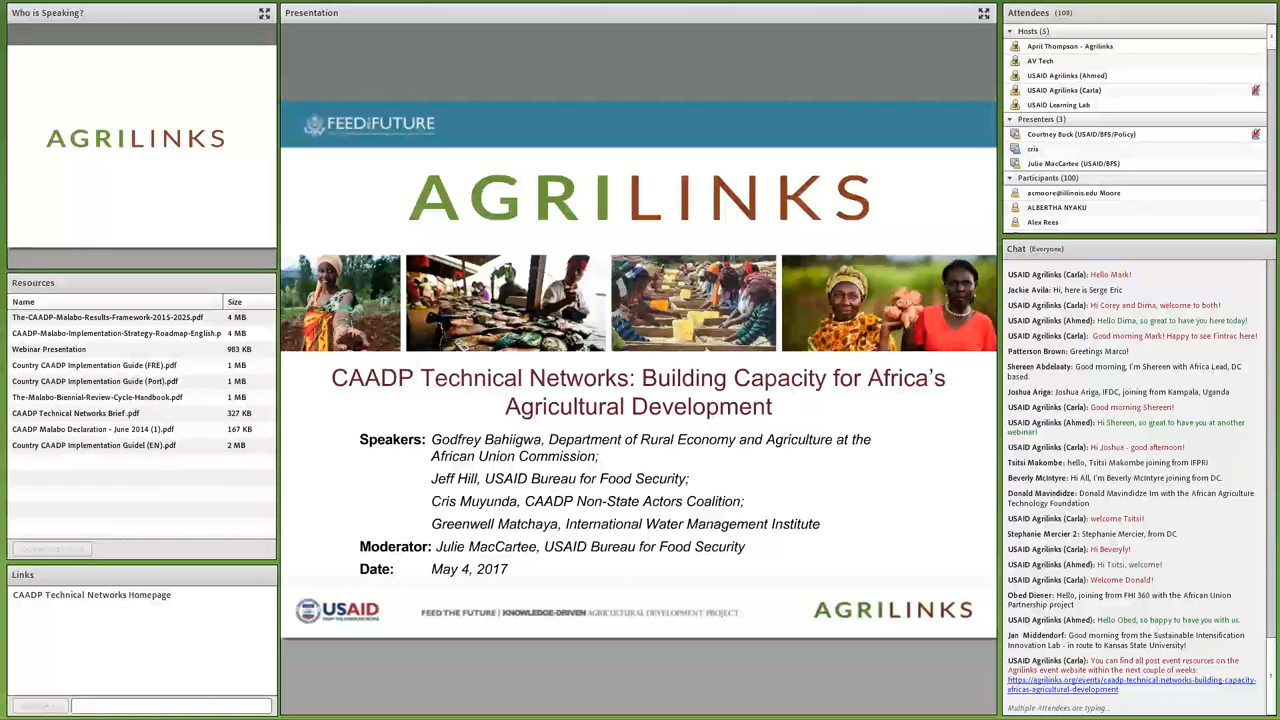 Who is Speaking?
AGRILINKS
Resources
Name Size
The-CAADP-Malabo-Results-Framework-2015-2025.pdf 4 MB
CAADP-Malabo-Implementation-Strategy-Roadmap-English.p 4 MB
Webinar Presentation 983 KB
Country CAADP Implementation Guide (FRE).pdf 1 MB
Country CAADP Implementation Guide (Port).pdf 1 MB
The-Malabo-Biennial-Review-Cycle-Handbook.pdf 1 MB
CAADP Technical Networks Brief .pdf 327 KB
CAADP Malabo Declaration - June 2014 (1).pdf 167 KB
Country CAADP Implementation Guidel (EN).pdf 2 MB
Links
CAADP Technical Networks Homepage
Presentation
FEED THE FUTURE
AGRILINKS
CAADP Technical Networks: Building Capacity for Africa's
Agricultural Development
Speakers: Godfrey Bahiigwa, Department of Rural Economy and Agriculture at the
African Union Commission;
Jeff Hill, USAID Bureau for Food Security;
Cris Muyunda, CAADP Non-State Actors Coalition;
Greenwell Matchaya, International Water Management Institute
Moderator: Julie MacCartee, USAID Bureau for Food Security
Date: May 4, 2017
USAID
FROM THE AMERICAN PEOPLE
FEED THE FUTURE | KNOWLEDGE-DRIVEN AGRICULTURAL DEVELOPMENT PROJECT
AGRILINKS
Attendees (108)
Hosts (5)
April Thompson - Agrilinks
AV Tech
USAID Agrilinks (Ahmed)
USAID Agrilinks (Carla)
USAID Learning Lab
Presenters (3)
Courtney Buck (USAID/BFS/Policy)
cris
Julie MacCartee (USAID/BFS)
Participants (100)
acmoore@illinois.edu Moore
ALBERTHA NYAKU
Alex Rees
Chat (Everyone)
USAID Agrilinks (Carla): Hello Mark!
Jackie Avila: Hi, here is Serge Eric
USAID Agrilinks (Carla): Hi Corey and Dima, welcome to both!
USAID Agrilinks (Ahmed): Hello Dima, so great to have you here today!
USAID Agrilinks (Carla): Good morning Mark! Happy to see Fintrac here!
Patterson Brown: Greetings Marco!
Shereen Abdelaaty: Good morning, I'm Shereen with Africa Lead, DC
based.
Joshua Ariga: Joshua Ariga, IFDC, joining from Kampala, Uganda
USAID Agrilinks (Carla): Good morning Shereen!
USAID Agrilinks (Ahmed): Hi Shereen, so great to have you at another
webinar!
USAID Agrilinks (Carla): Hi Joshua - good afternoon!
Tsitsi Makombe: hello, Tsitsi Makombe joining from IFPRI
Beverly McIntyre: Hi All, I'm Beverly McIntyre joining from DC.
Donald Mavindidze: Donald Mavindidze Im with the African Agriculture
Technology Foundation
USAID Agrilinks (Carla): welcome Tsitsi!
Stephanie Mercier 2: Stephanie Mercier, from DC
USAID Agrilinks (Carla): Hi Beveryly!
USAID Agrilinks (Ahmed): Hi Tsitsi, welcome!
USAID Agrilinks (Carla): Welcome Donald!
Obed Diener: Hello, joining from FHI 360 with the African Union
Partnership project
USAID Agrilinks (Ahmed): Hello Obed, so happy to have you with us.
Jan Middendorf: Good morning from the Sustainable Intensification
Innovation Lab - in route to Kansas State University!
USAID Agrilinks (Carla): You can find all post event resources on the
Agrilinks event website within the next couple of weeks:
https://agrilinks.org/events/caadp-technical-networks-building-capacity-
africas-agricultural-development
Multiple Attendees are typing...